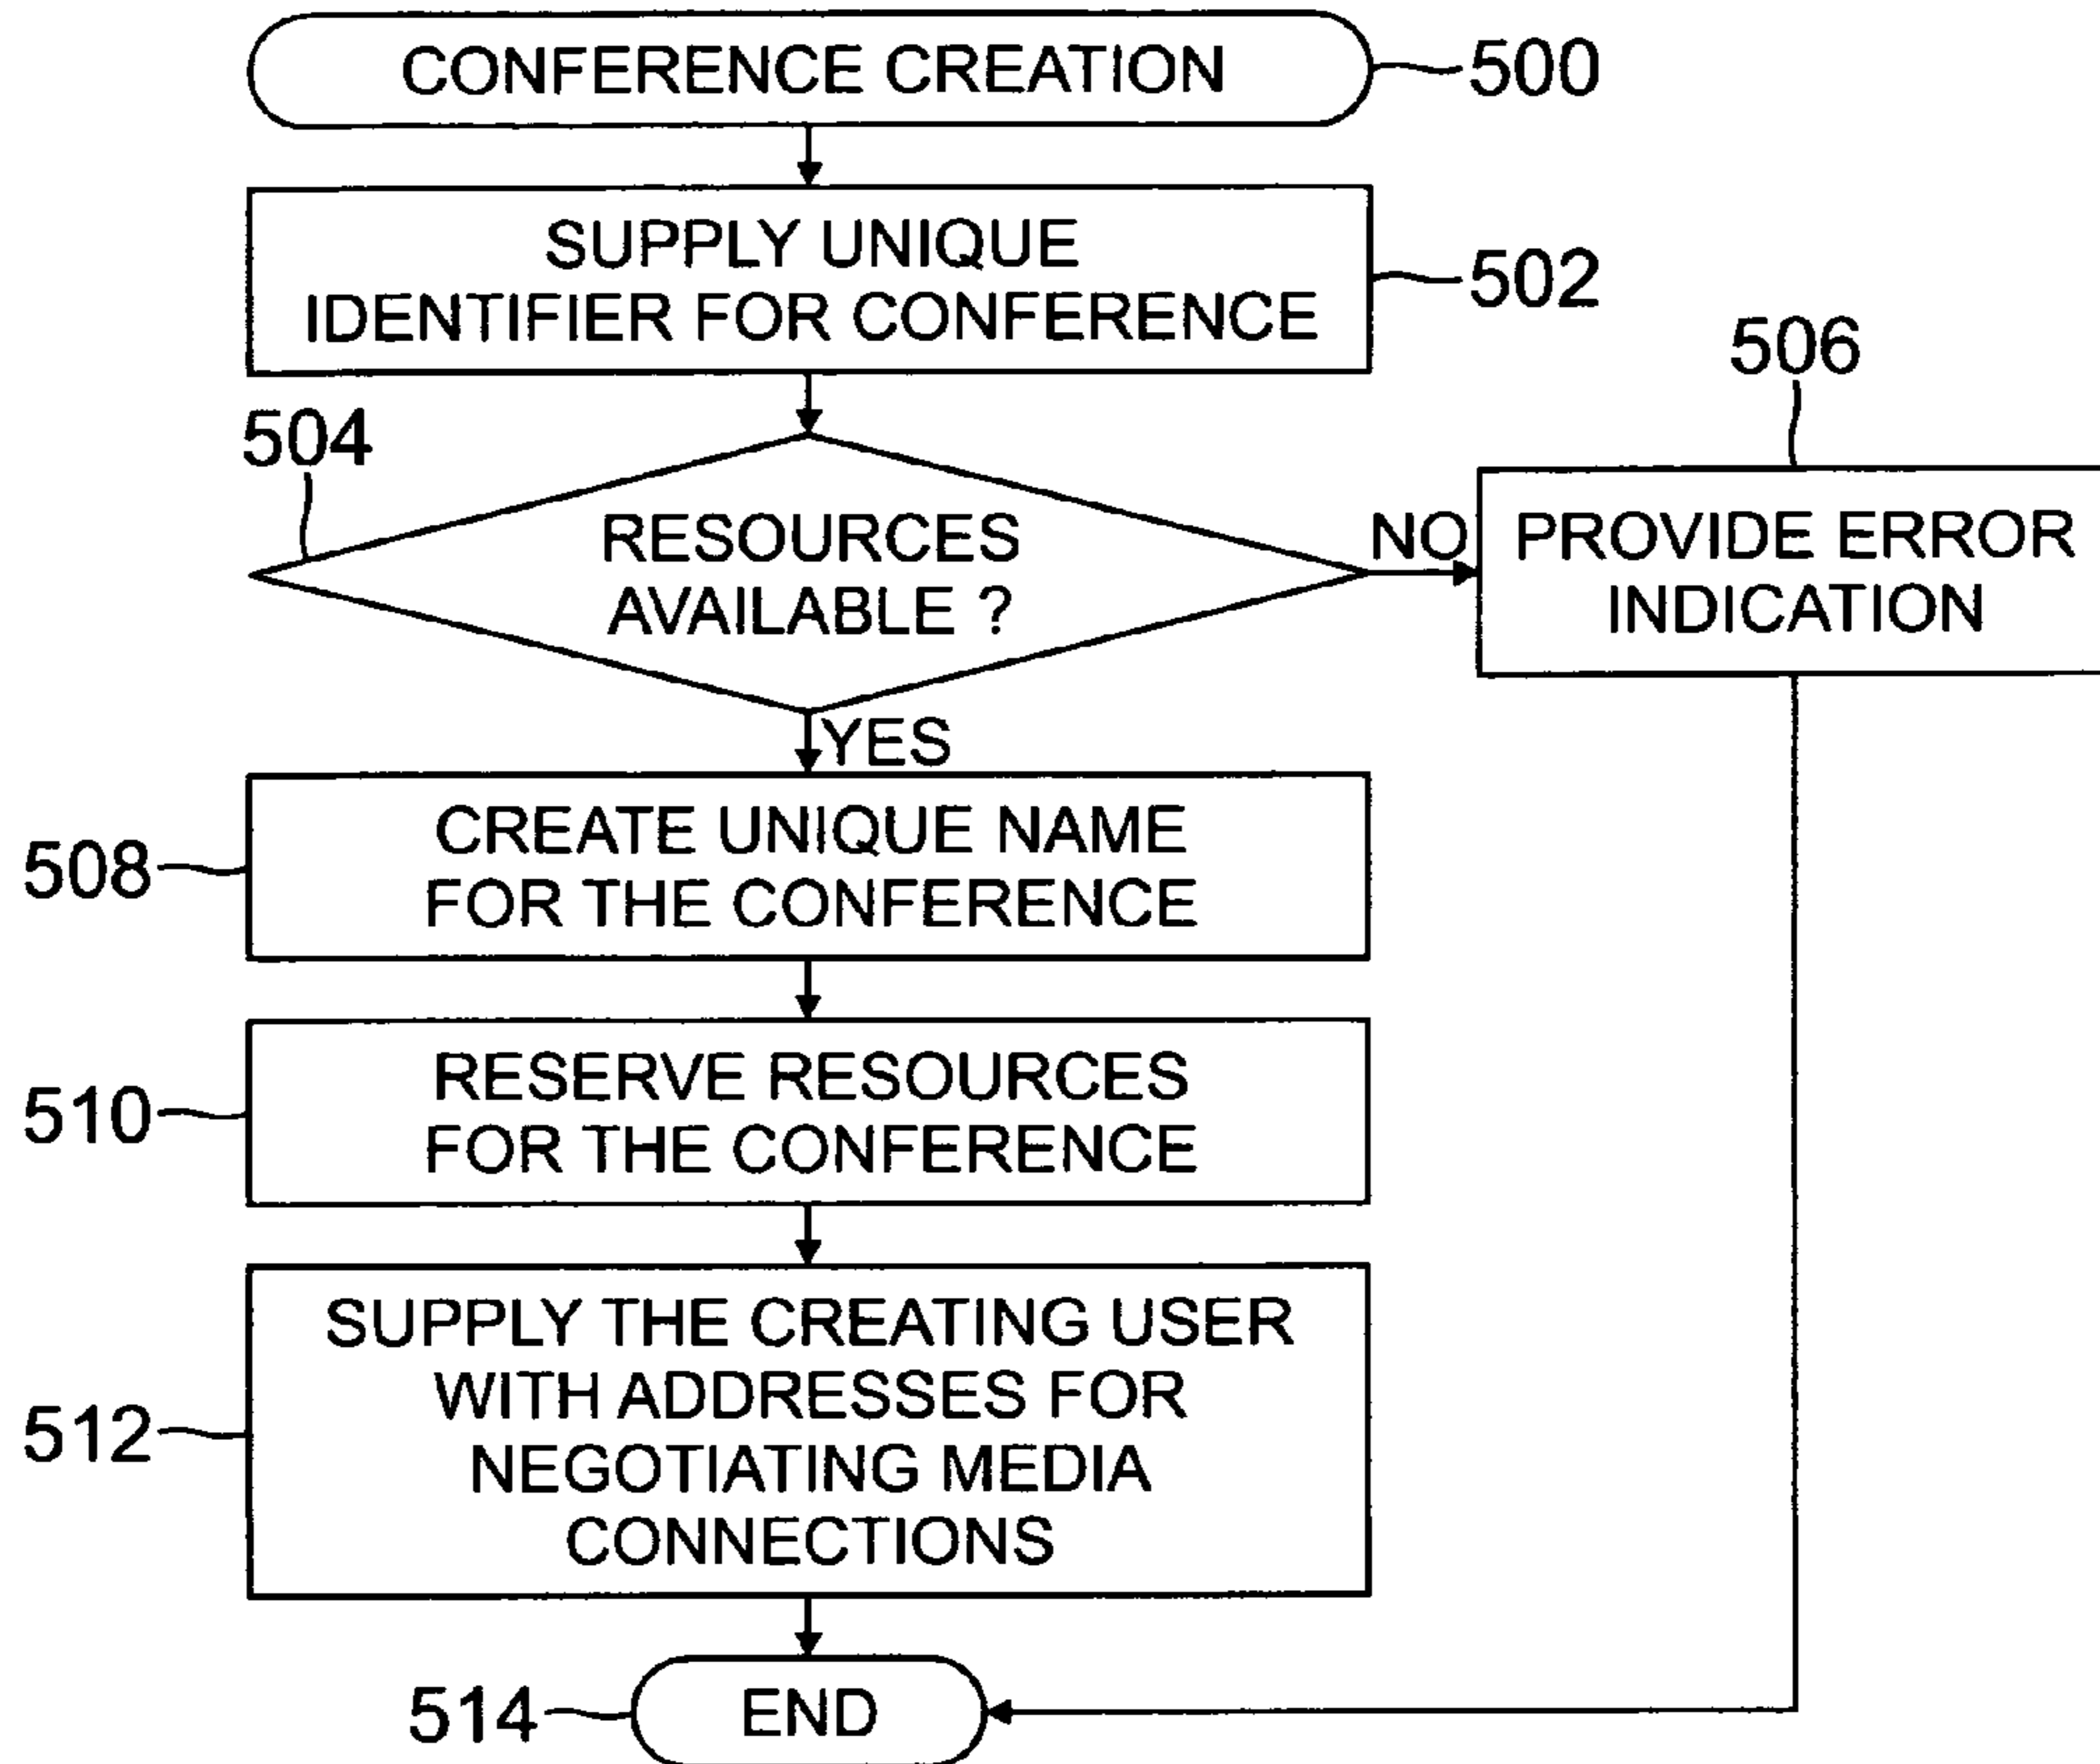 CONFERENCE CREATION
500
SUPPLY UNIQUE
IDENTIFIER FOR CONFERENCE
502
504
RESOURCES
AVAILABLE ?
NO
506
PROVIDE ERROR
INDICATION
YES
508
CREATE UNIQUE NAME
FOR THE CONFERENCE
510
RESERVE RESOURCES
FOR THE CONFERENCE
512
SUPPLY THE CREATING USER
WITH ADDRESSES FOR
NEGOTIATING MEDIA
CONNECTIONS
514
END